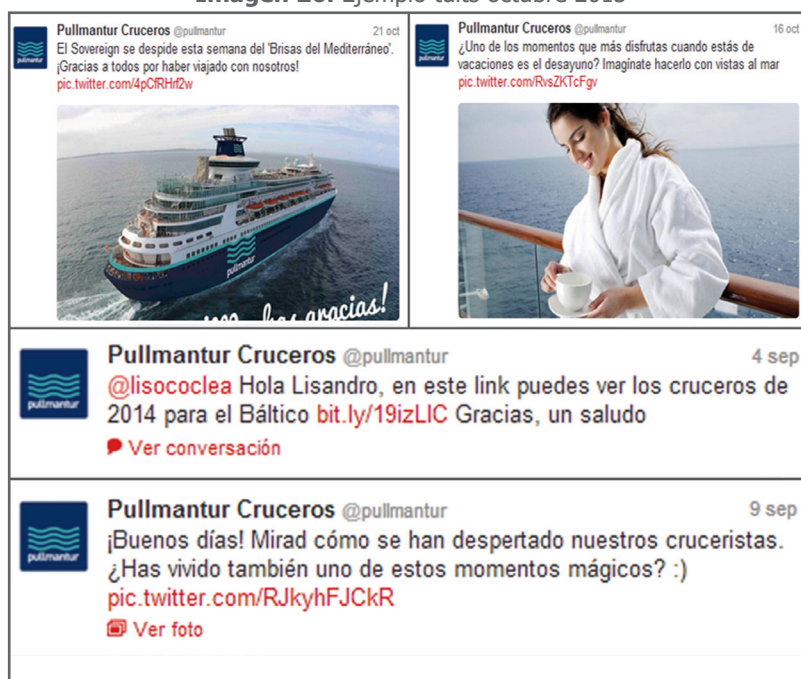 Pullmantur Cruceros @pullmantur 21 oct
El Sovereign se despide esta semana del 'Brisas del Mediterráneo'.
¡Gracias a todos por haber viajado con nosotros!
pic.twitter.com/4pCfRHrf2w
pullmantur
pullmantur
gracias!
Pullmantur Cruceros @pullmantur 16 oct
¿Uno de los momentos que más disfrutas cuando estás de
vacaciones es el desayuno? Imagínate hacerlo con vistas al mar
pic.twitter.com/RvsZKTcFgv
pullmantur
Pullmantur Cruceros @pullmantur 4 sep
@lisococlea Hola Lisandro, en este link puedes ver los cruceros de
2014 para el Báltico bit.ly/19izLIC Gracias, un saludo
Ver conversación
pullmantur
Pullmantur Cruceros @pullmantur 9 sep
¡Buenos días! Mirad cómo se han despertado nuestros cruceristas.
¿Has vivido también uno de estos momentos mágicos? :)
pic.twitter.com/RJkyhFJCkR
Ver foto
pullmantur